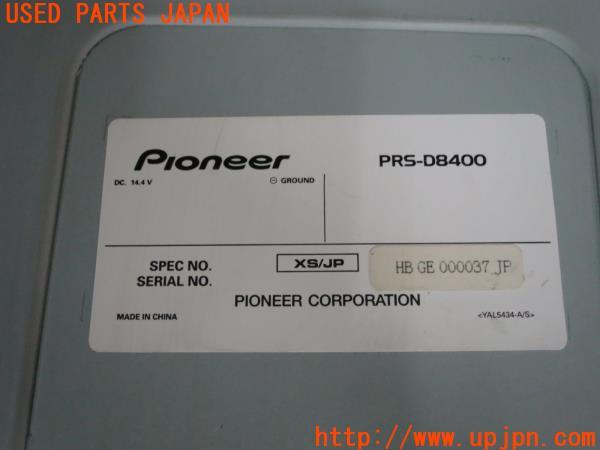 USED PARTS JAPAN
Pioneer
PRS-D8400
DC. 14.4 V
⊖ GROUND
SPEC NO.
XS/JP
HB GE 000037 JP
SERIAL NO.
PIONEER CORPORATION
MADE IN CHINA
<YAL5434-A/S>
http://www.upjpn.com/